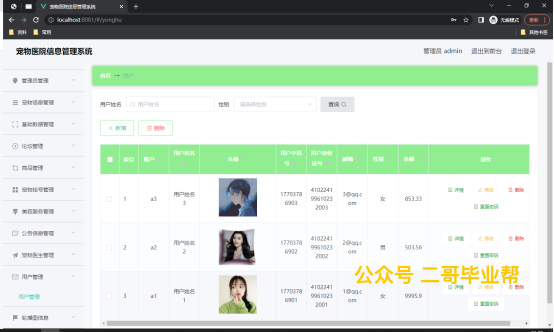 宠物医院信息管理系统
localhost:8081/#/yonghu
无痕模式
更新
资料 常用
其他书签
宠物医院信息管理系统
管理员 admin 退出到前台 退出登录
首页 用户
管理员管理
宠物信息管理
基础数据管理
论坛管理
商品管理
宠物挂号管理
美容服务管理
公告信息管理
宠物医生管理
用户管理
用户管理
轮播图信息
用户姓名 用户姓名 性别 请选择性别 查询
新增 删除
索引 账户 用户姓名 头像 用户手机号 用户身份证号 邮箱 性别 余额 操作
1 a3 用户姓名3 17703786903 410224199610232003 3@qq.com 女 853.33 详情 修改 删除 重置密码
2 a2 用户姓名2 17703786902 410224199610232002 2@qq.com 男 503.56 详情 修改 删除 重置密码
3 a1 用户姓名1 17703786901 410224199610232001 1@qq.com 女 9995.9 详情 修改 删除 重置密码
公众号 二哥毕业帮